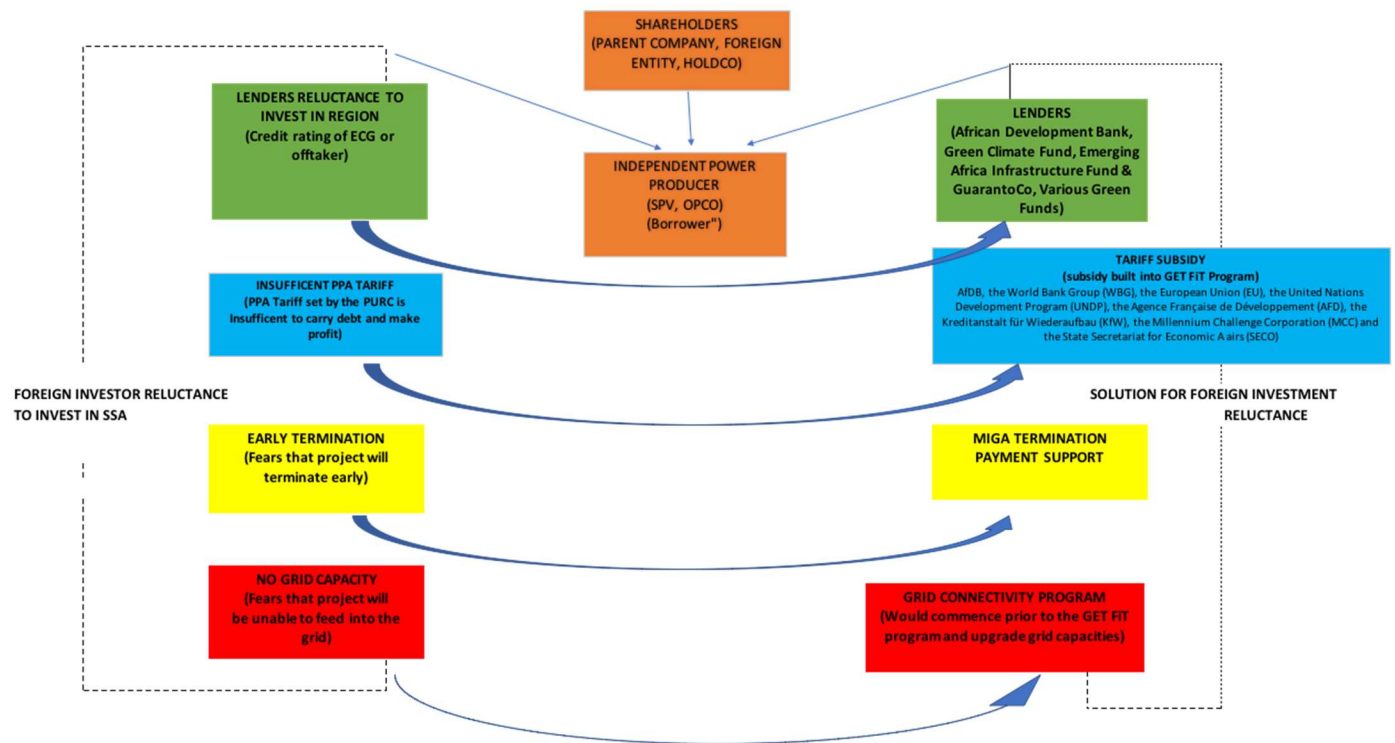 SHAREHOLDERS
(PARENT COMPANY, FOREIGN
ENTITY, HOLDCO)
LENDERS RELUCTANCE TO
INVEST IN REGION
(Credit rating of ECG or
offtaker)
INDEPENDENT POWER
PRODUCER
(SPV, OPCO)
(Borrower")
LENDERS
(African Development Bank,
Green Climate Fund, Emerging
Africa Infrastructure Fund &
GuarantoCo, Various Green
Funds)
INSUFFICENT PPA TARIFF
(PPA Tariff set by the PURC is
Insufficent to carry debt and make
profit)
TARIFF SUBSIDY
(subsidy built into GET FiT Program)
AfDB, the World Bank Group (WBG), the European Union (EU), the United Nations
Development Program (UNDP), the Agence Française de Développement (AFD), the
Kreditanstalt für Wiederaufbau (KfW), the Millennium Challenge Corporation (MCC) and
the State Secretariat for Economic A airs (SECO)
FOREIGN INVESTOR RELUCTANCE
TO INVEST IN SSA
SOLUTION FOR FOREIGN INVESTMENT
RELUCTANCE
EARLY TERMINATION
(Fears that project will
terminate early)
MIGA TERMINATION
PAYMENT SUPPORT
NO GRID CAPACITY
(Fears that project will
be unable to feed into the
grid)
GRID CONNECTIVITY PROGRAM
(Would commence prior to the GET FiT
program and upgrade grid capacities)